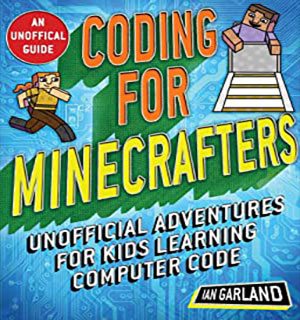 AN
UNOFFICAL
GUIDE
CODING
FOR
MINECRAFTERS
UNOFFICIAL ADVENTURES
FOR KIDS LEARNING
COMPUTER CODE
IAN GARLAND